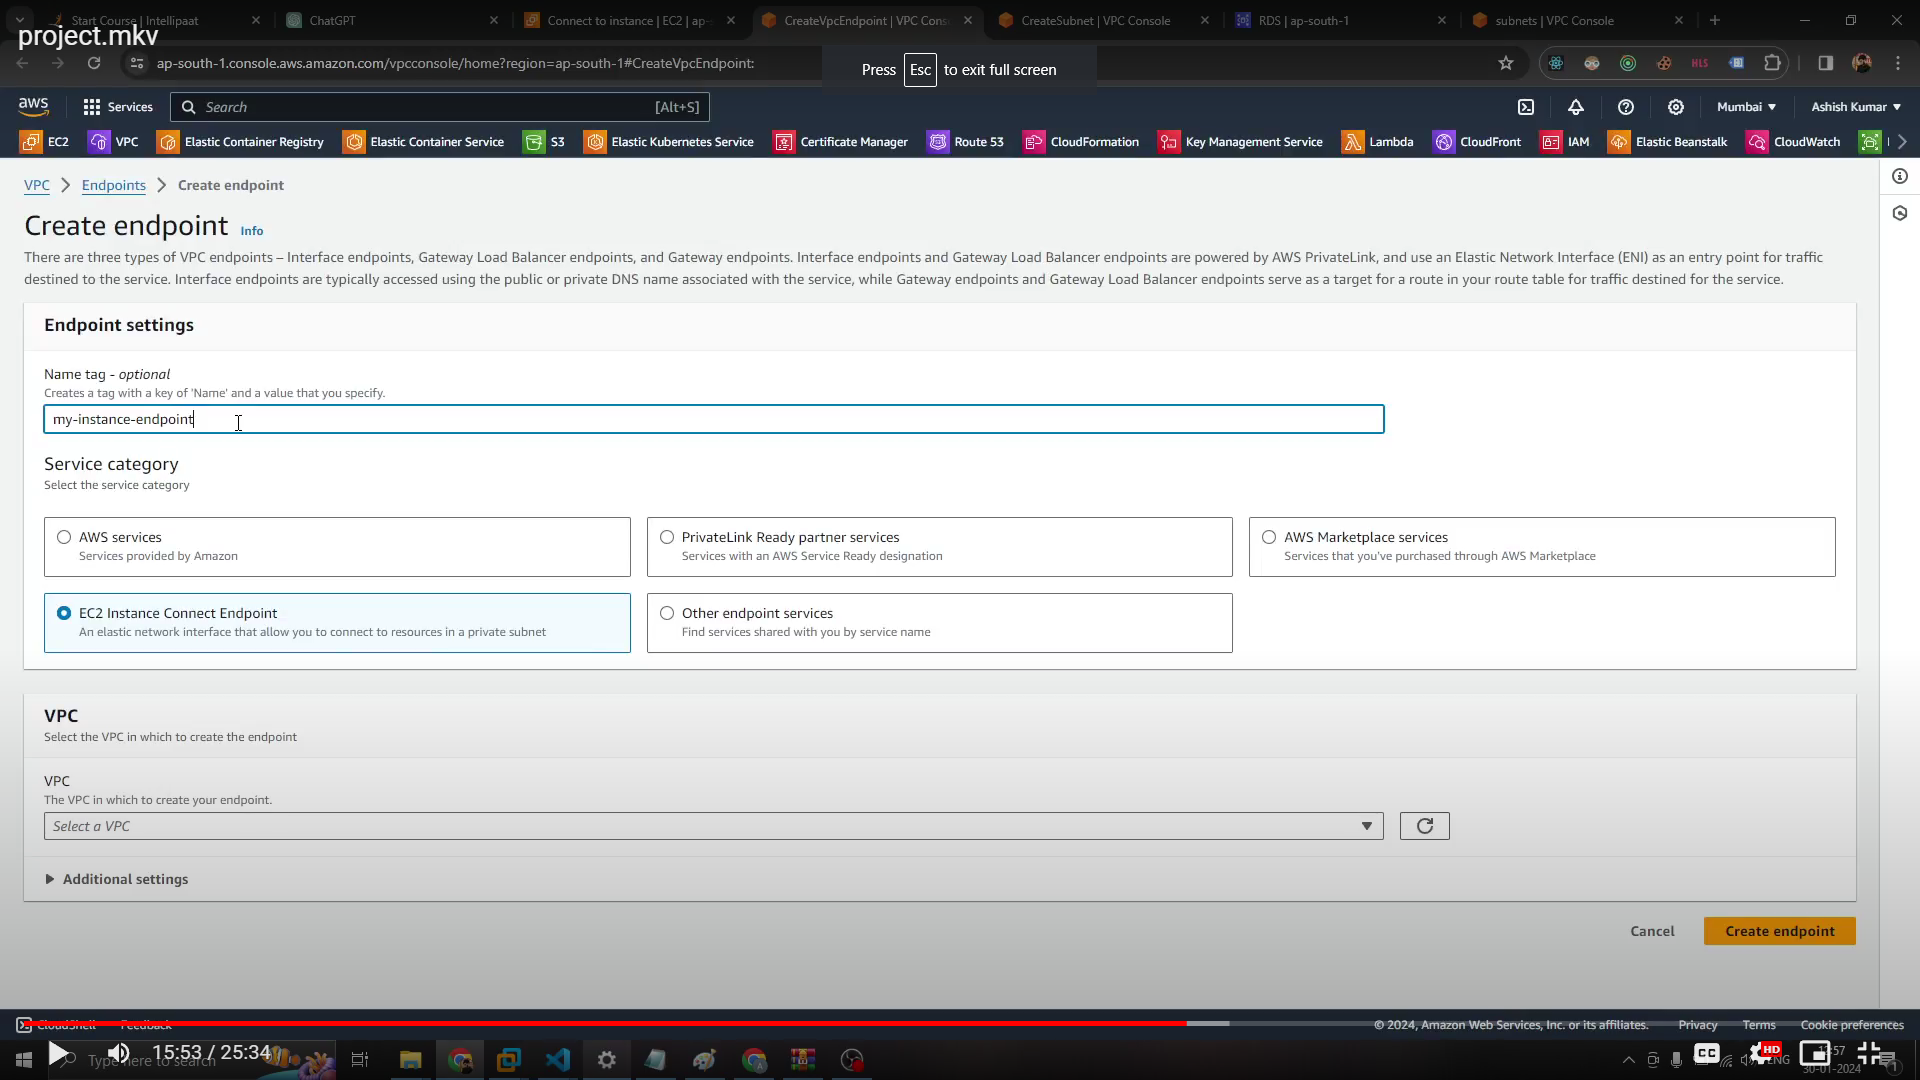 Start Course | Intellipaat
ChatGPT
Connect to instance | EC2 | ap-
CreateVpcEndpoint | VPC Cons
CreateSubnet | VPC Console
RDS | ap-south-1
subnets | VPC Console
project.mkv
ap-south-1.console.aws.amazon.com/vpcconsole/home?region=ap-south-1#CreateVpcEndpoint:
Press Esc to exit full screen
HLS
aws
Services
Search
[Alt+S]
Mumbai
Ashish Kumar
EC2
VPC
Elastic Container Registry
Elastic Container Service
S3
Elastic Kubernetes Service
Certificate Manager
Route 53
CloudFormation
Key Management Service
Lambda
CloudFront
IAM
Elastic Beanstalk
CloudWatch
VPC
Endpoints
Create endpoint
Create endpoint
Info
There are three types of VPC endpoints – Interface endpoints, Gateway Load Balancer endpoints, and Gateway endpoints. Interface endpoints and Gateway Load Balancer endpoints are powered by AWS PrivateLink, and use an Elastic Network Interface (ENI) as an entry point for traffic
destined to the service. Interface endpoints are typically accessed using the public or private DNS name associated with the service, while Gateway endpoints and Gateway Load Balancer endpoints serve as a target for a route in your route table for traffic destined for the service.
Endpoint settings
Name tag - optional
Creates a tag with a key of 'Name' and a value that you specify.
my-instance-endpoint
Service category
Select the service category
AWS services
Services provided by Amazon
PrivateLink Ready partner services
Services with an AWS Service Ready designation
AWS Marketplace services
Services that you've purchased through AWS Marketplace
EC2 Instance Connect Endpoint
An elastic network interface that allow you to connect to resources in a private subnet
Other endpoint services
Find services shared with you by service name
VPC
Select the VPC in which to create the endpoint
VPC
The VPC in which to create your endpoint.
Select a VPC
Additional settings
Cancel
Create endpoint
CloudShell
Feedback
© 2024, Amazon Web Services, Inc. or its affiliates.
Privacy
Terms
Cookie preferences
15:53 / 25:34
Type here to search
CC
HD
ENG
30-01-2024
1